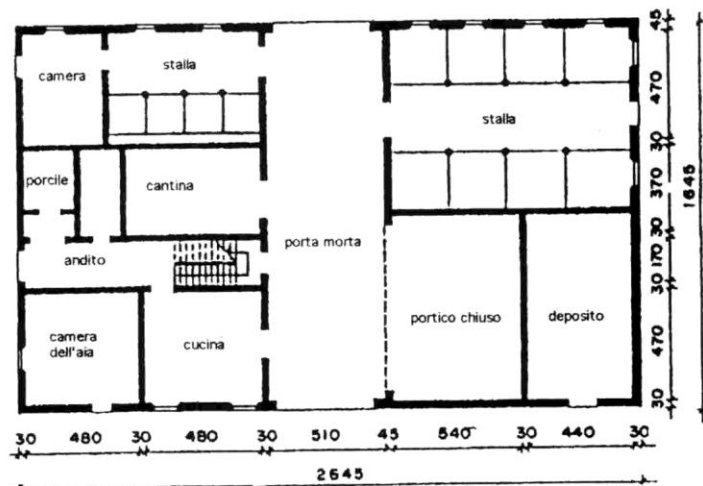 camera
stalla
stalla
porcile
cantina
andito
porta morta
portico chiuso
deposito
camera
dell'aia
cucina
45
470
30
370
30
170
30
470
30
1645
30 480 30 480 30 510 45 540 30 440 30
2645